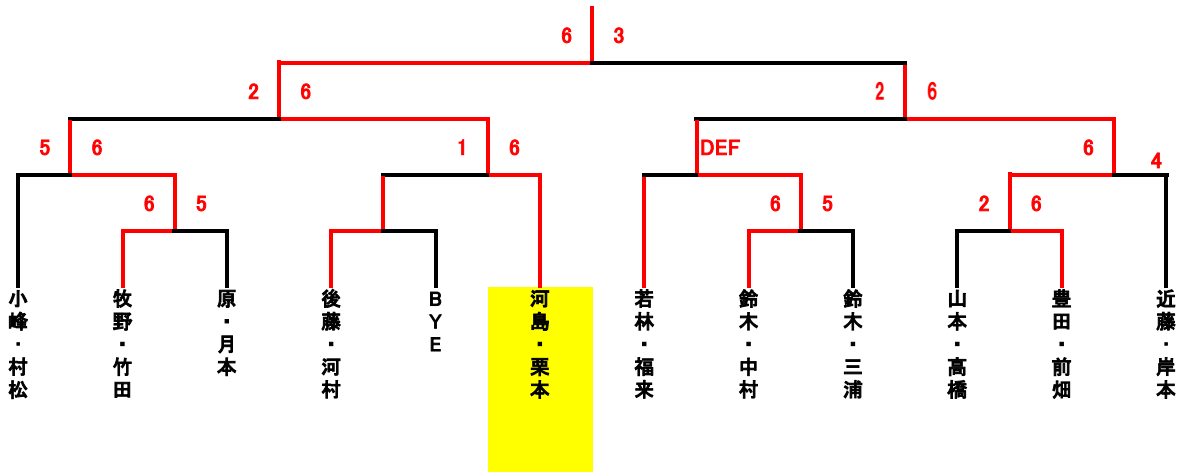 6 3
2 6
2 6
5 6
1 6
DEF
6 4
6 5
6 5
2 6
小峰・村松
牧野・竹田
原・月本
後藤・河村
BYE
河島・栗本
若林・福来
鈴木・中村
鈴木・三浦
山本・高橋
豊田・前畑
近藤・岸本